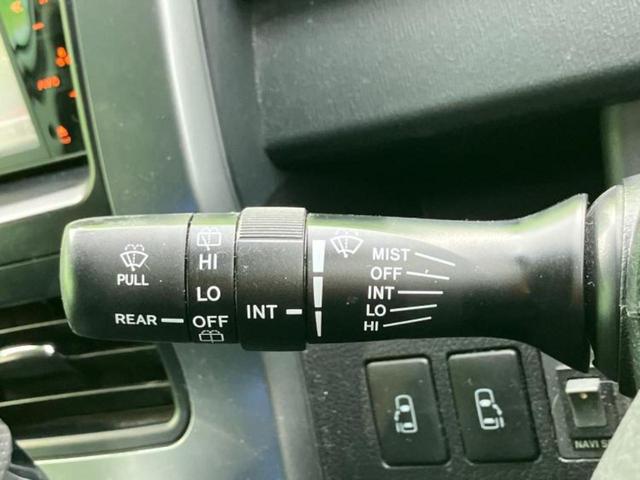 PULL
REAR
HI
LO
OFF
INT
MIST
OFF
INT
LO
HI
NAVI